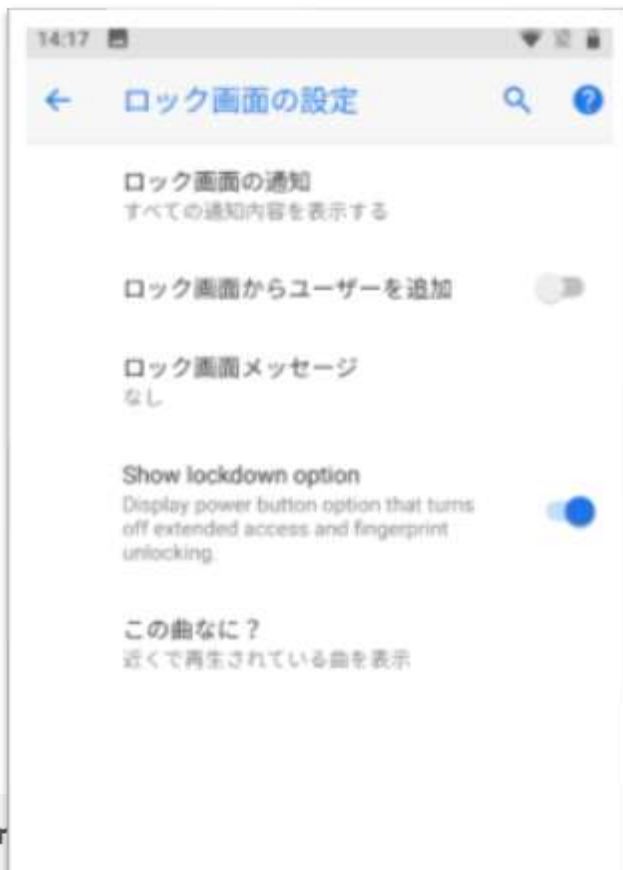 14:17
ロック画面の設定
ロック画面の通知
すべての通知内容を表示する
ロック画面からユーザーを追加
ロック画面メッセージ
なし
Show lockdown option
Display power button option that turns
off extended access and fingerprint
unlocking.
この曲なに？
近くで再生されている曲を表示
r